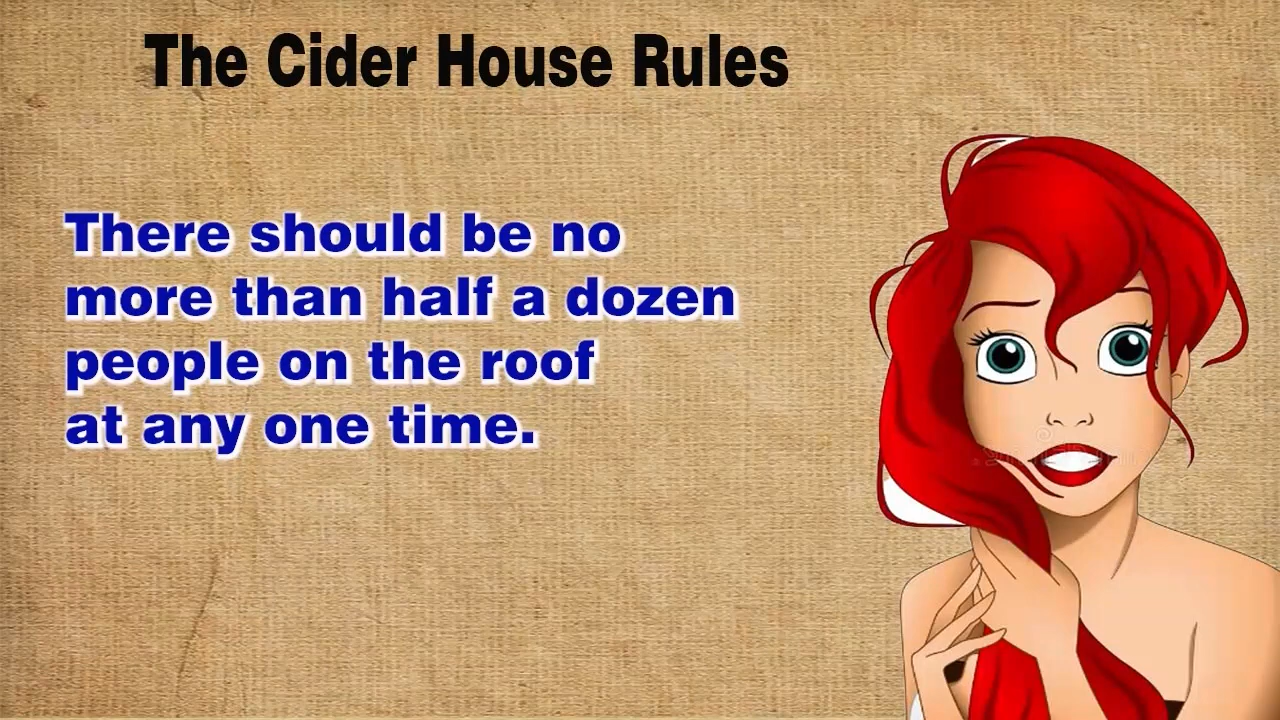 The Cider House Rules
There should be no
more than half a dozen
people on the roof
at any one time.